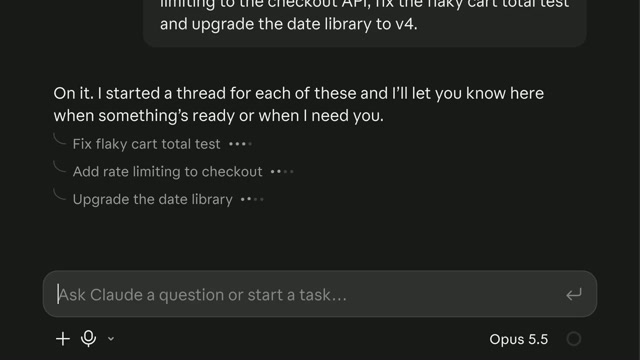 limiting to the checkout API, fix the flaky cart total test
and upgrade the date library to v4.
On it. I started a thread for each of these and I’ll let you know here
when something’s ready or when I need you.
Fix flaky cart total test
Add rate limiting to checkout
Upgrade the date library
Ask Claude a question or start a task…
Opus 5.5